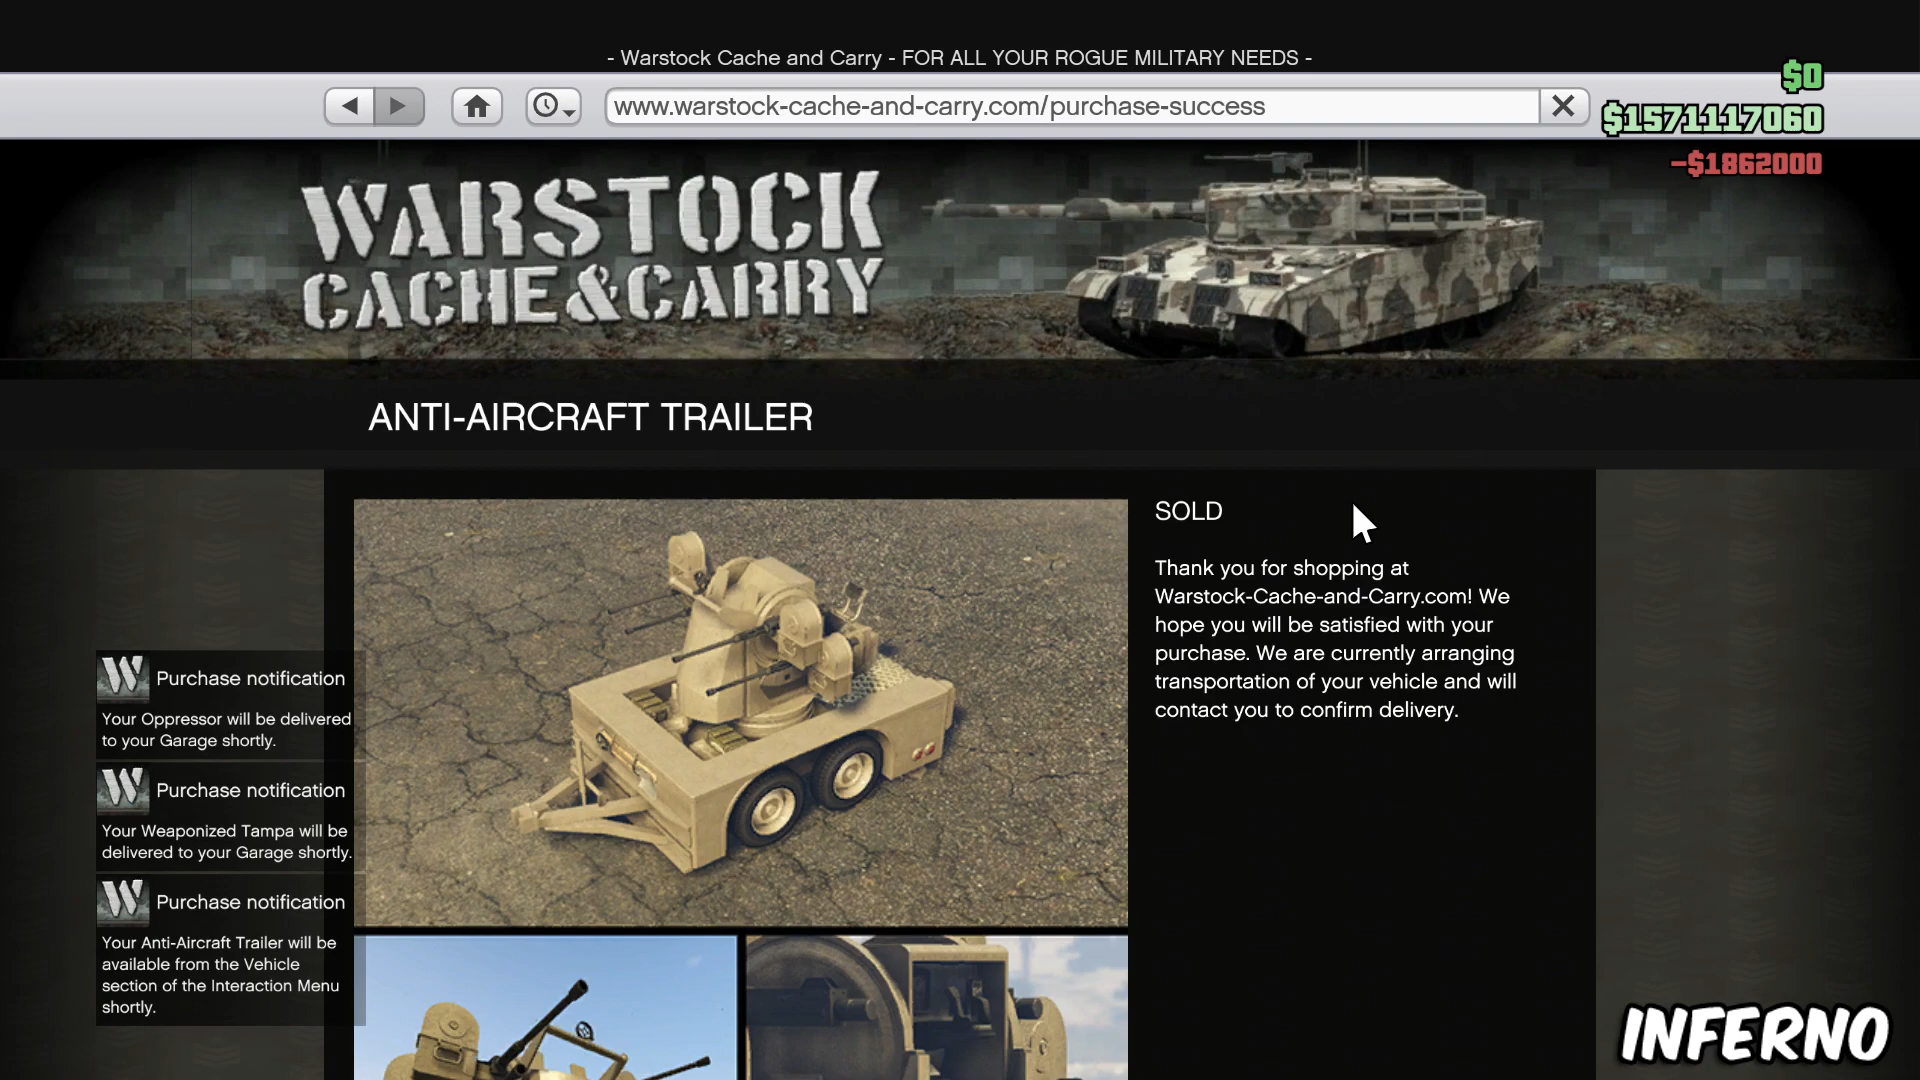 - Warstock Cache and Carry - FOR ALL YOUR ROGUE MILITARY NEEDS -
$0
www.warstock-cache-and-carry.com/purchase-success
$1571117060
-$1862000
WARSTOCK
CACHE&CARRY
ANTI-AIRCRAFT TRAILER
SOLD
Thank you for shopping at
Warstock-Cache-and-Carry.com! We
hope you will be satisfied with your
purchase. We are currently arranging
transportation of your vehicle and will
contact you to confirm delivery.
W Purchase notification
Your Oppressor will be delivered
to your Garage shortly.
W Purchase notification
Your Weaponized Tampa will be
delivered to your Garage shortly.
W Purchase notification
Your Anti-Aircraft Trailer will be
available from the Vehicle
section of the Interaction Menu
shortly.
INFERNO